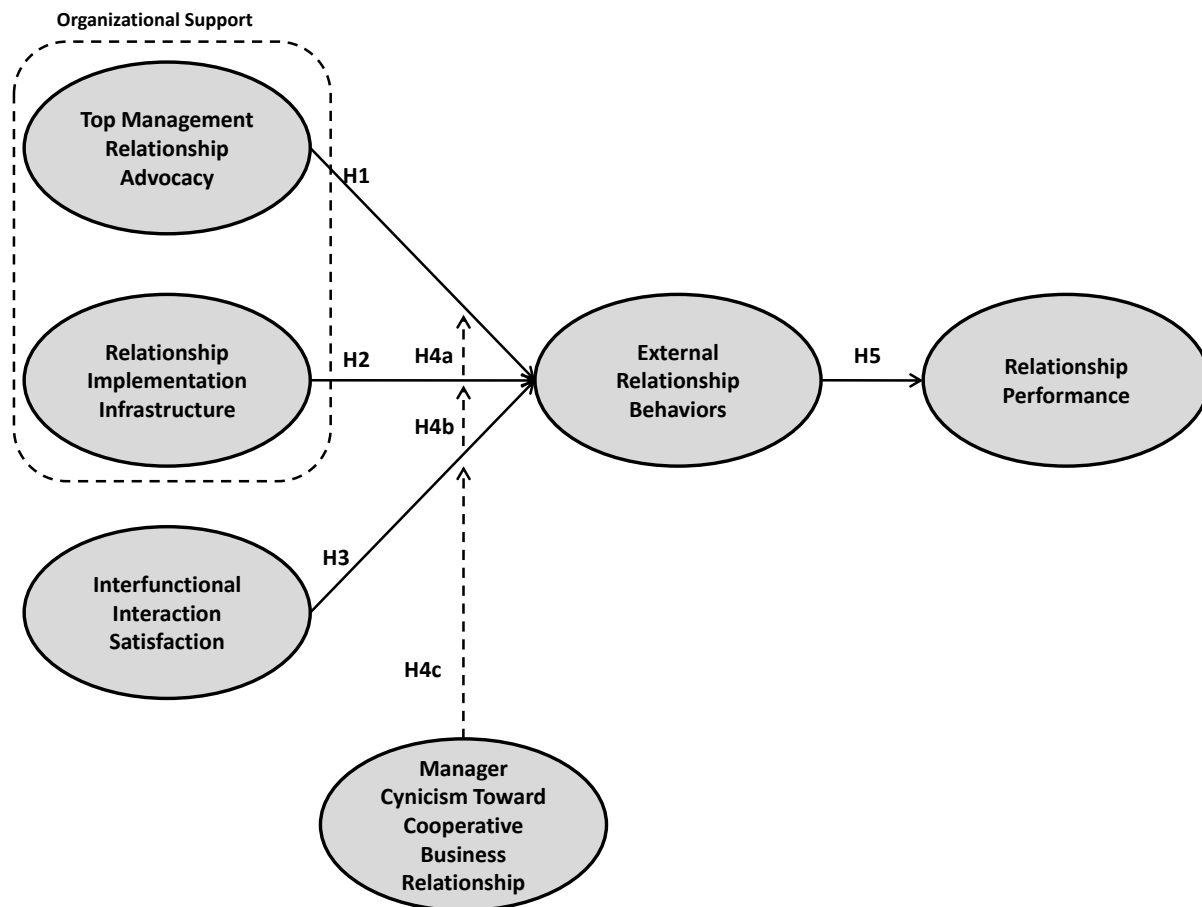 Organizational Support
Top Management
Relationship
Advocacy
H1
Relationship
Implementation
Infrastructure
H2
H4a
H4b
External
Relationship
Behaviors
H5
Relationship
Performance
Interfunctional
Interaction
Satisfaction
H3
H4c
Manager
Cynicism Toward
Cooperative
Business
Relationship